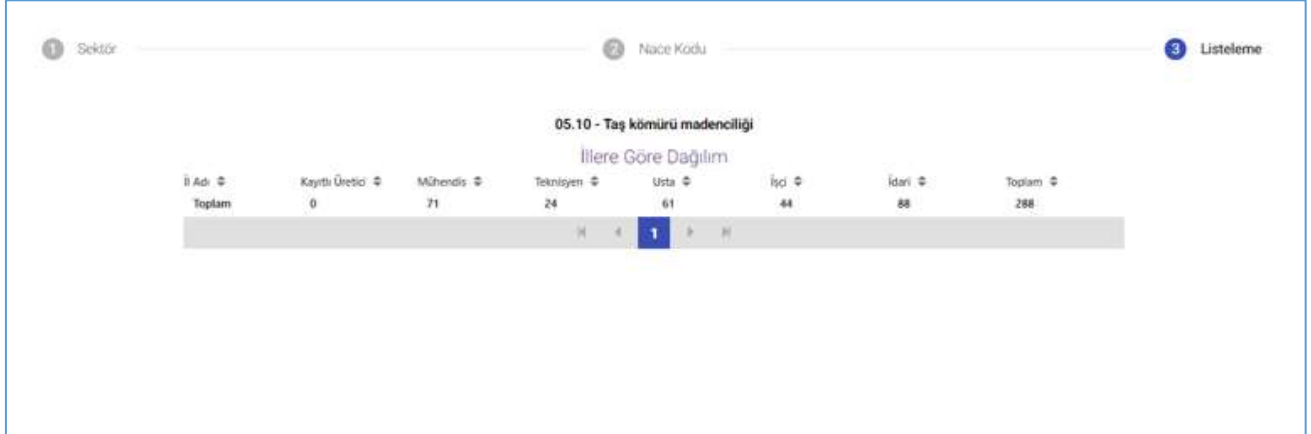 1 Sektör 2 Nace Kodu 3 Listeleme
05.10 - Taş kömürü madenciliği
İllere Göre Dağılım
İl Adı Kayıtlı Üretici Mühendis Teknisyen Usta İşçi İdari Toplam
Toplam 0 71 24 61 44 88 288
1